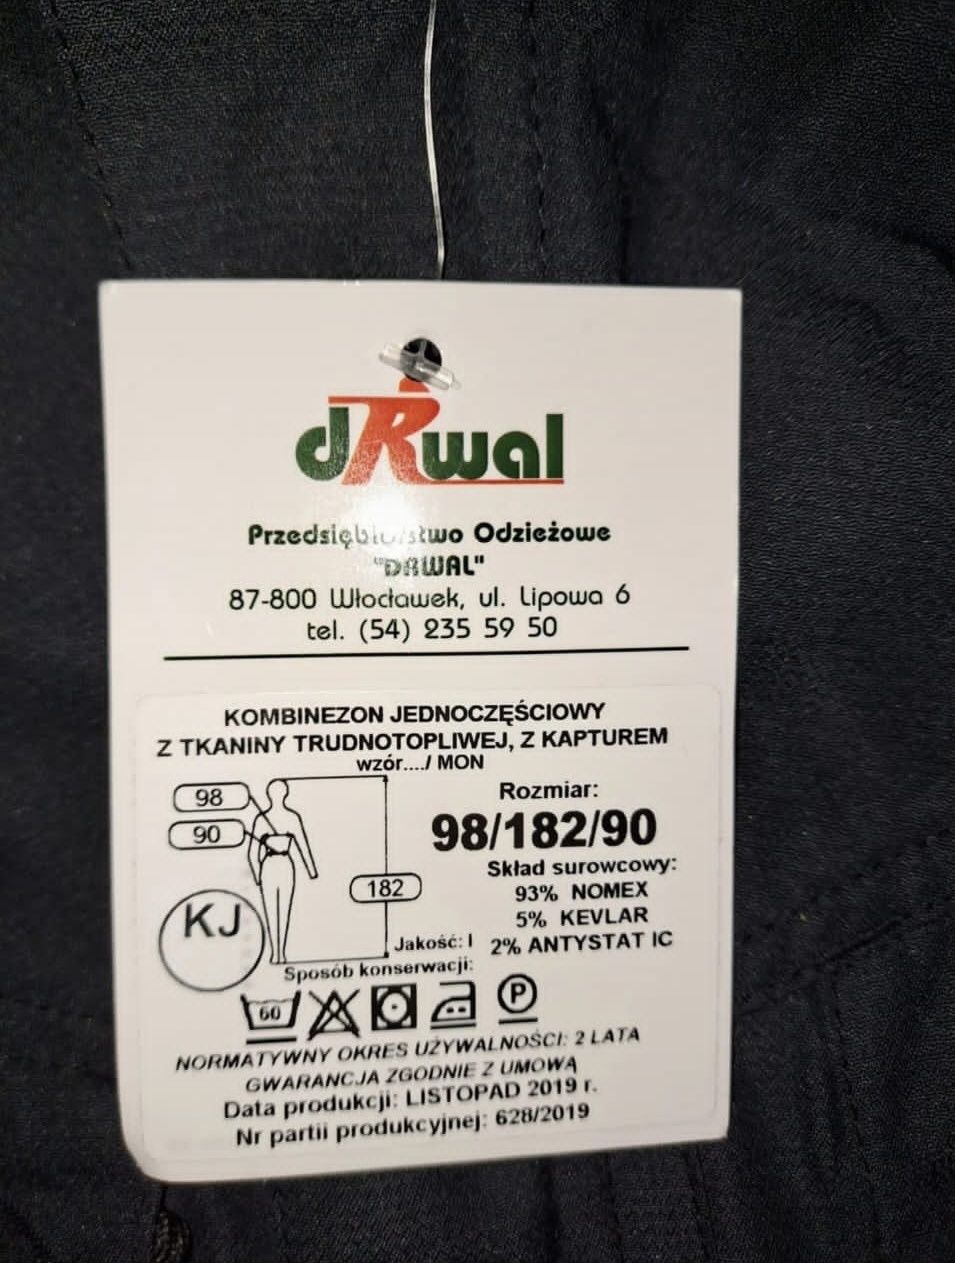 dRwal
Przedsiębiorstwo Odzieżowe
"DRWAL"
87-800 Włocławek, ul. Lipowa 6
tel. (54) 235 59 50
KOMBINEZON JEDNOCZĘŚCIOWY
Z TKANINY TRUDNOTOPLIWEJ, Z KAPTUREM
wzór..../ MON
98
90
182
KJ
Rozmiar:
98/182/90
Skład surowcowy:
93% NOMEX
5% KEVLAR
2% ANTYSTAT IC
Jakość: I
Sposób konserwacji:
60
P
NORMATYWNY OKRES UŻYWALNOŚCI: 2 LATA
GWARANCJA ZGODNIE Z UMOWĄ
Data produkcji: LISTOPAD 2019 r.
Nr partii produkcyjnej: 628/2019